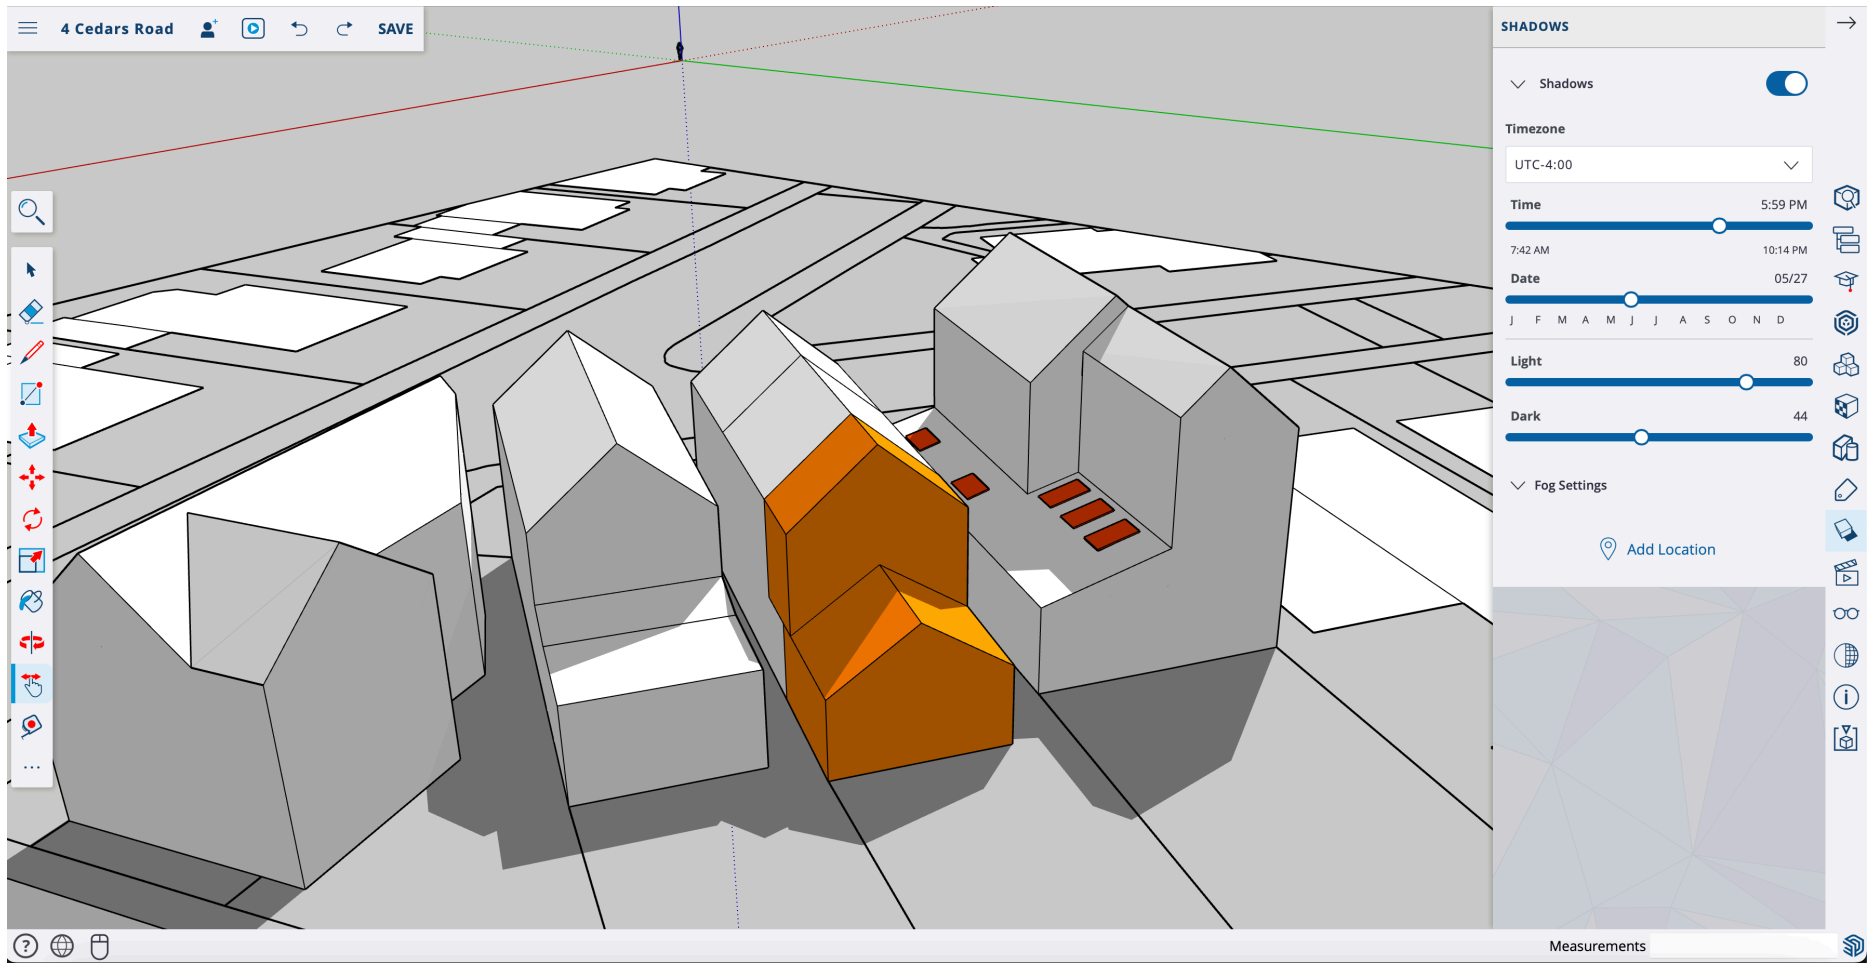 4 Cedars Road
SAVE
SHADOWS
Shadows
Timezone
UTC-4:00
Time 5:59 PM
7:42 AM 10:14 PM
Date 05/27
J F M A M J J A S O N D
Light 80
Dark 44
Fog Settings
Add Location
Measurements